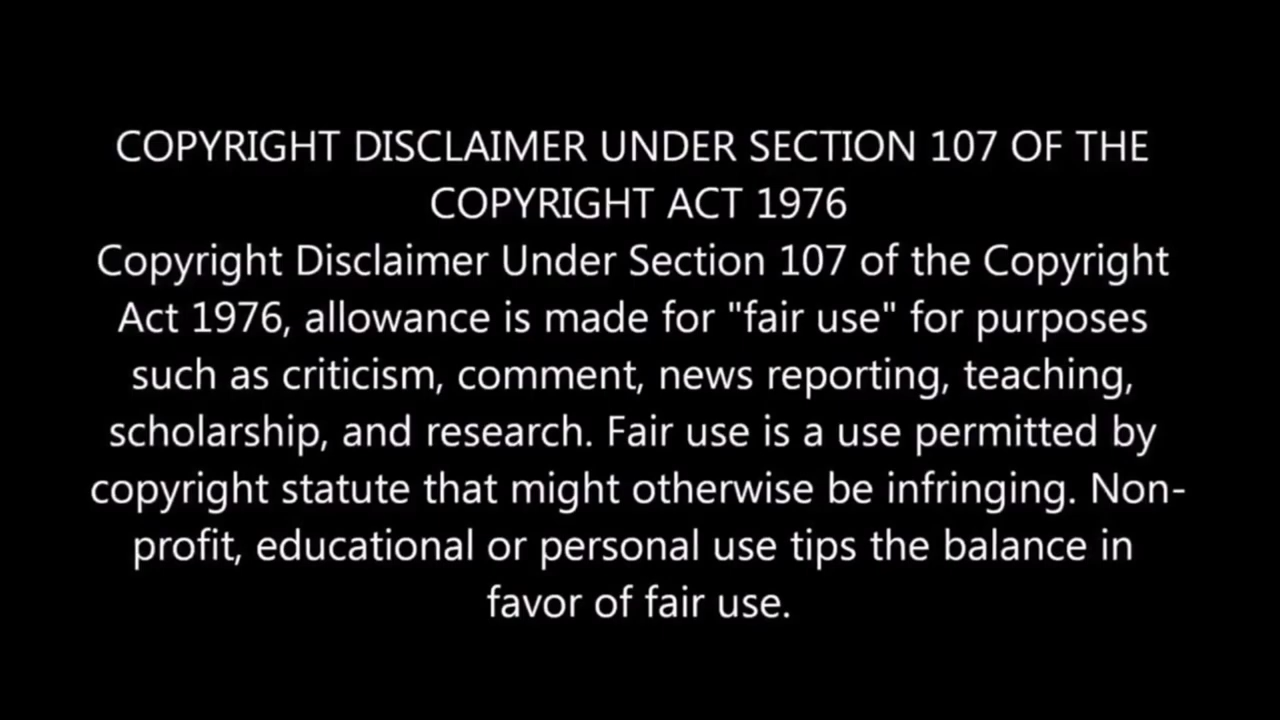 COPYRIGHT DISCLAIMER UNDER SECTION 107 OF THE
COPYRIGHT ACT 1976
Copyright Disclaimer Under Section 107 of the Copyright
Act 1976, allowance is made for "fair use" for purposes
such as criticism, comment, news reporting, teaching,
scholarship, and research. Fair use is a use permitted by
copyright statute that might otherwise be infringing. Non-
profit, educational or personal use tips the balance in
favor of fair use.